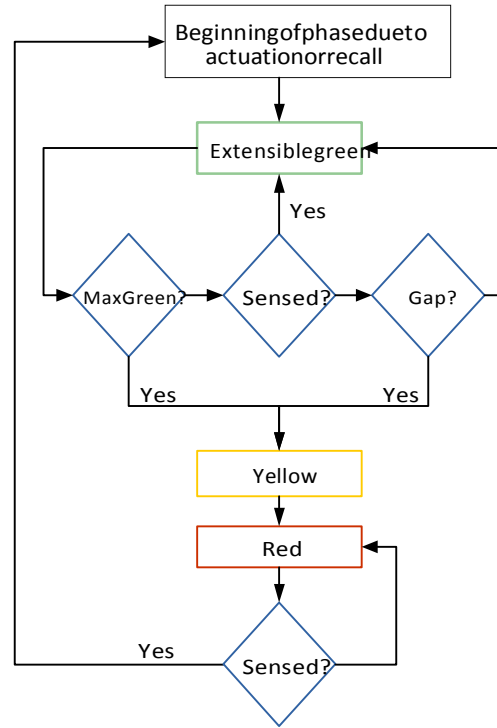 Beginningofphasedueto
actuationorrecall
Extensiblegreen
Yes
MaxGreen?
Sensed?
Gap?
Yes
Yes
Yellow
Red
Yes
Sensed?